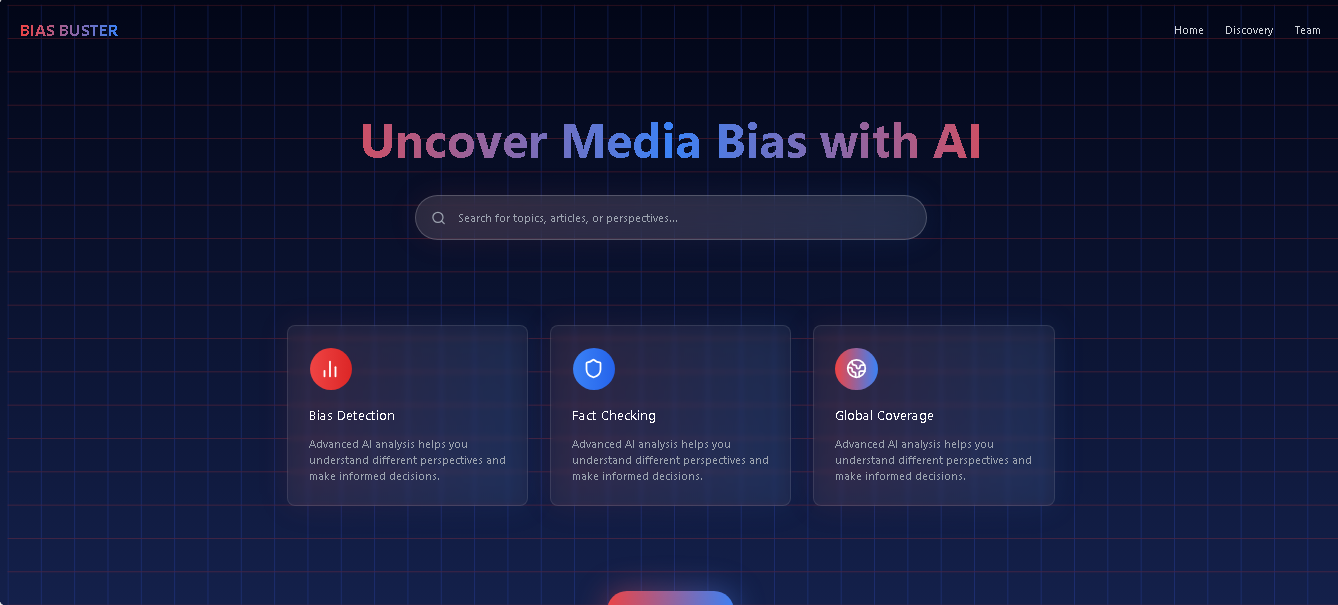 BIAS BUSTER
Home
Discovery
Team
Uncover Media Bias with AI
Search for topics, articles, or perspectives...
Bias Detection
Advanced AI analysis helps you
understand different perspectives and
make informed decisions.
Fact Checking
Advanced AI analysis helps you
understand different perspectives and
make informed decisions.
Global Coverage
Advanced AI analysis helps you
understand different perspectives and
make informed decisions.